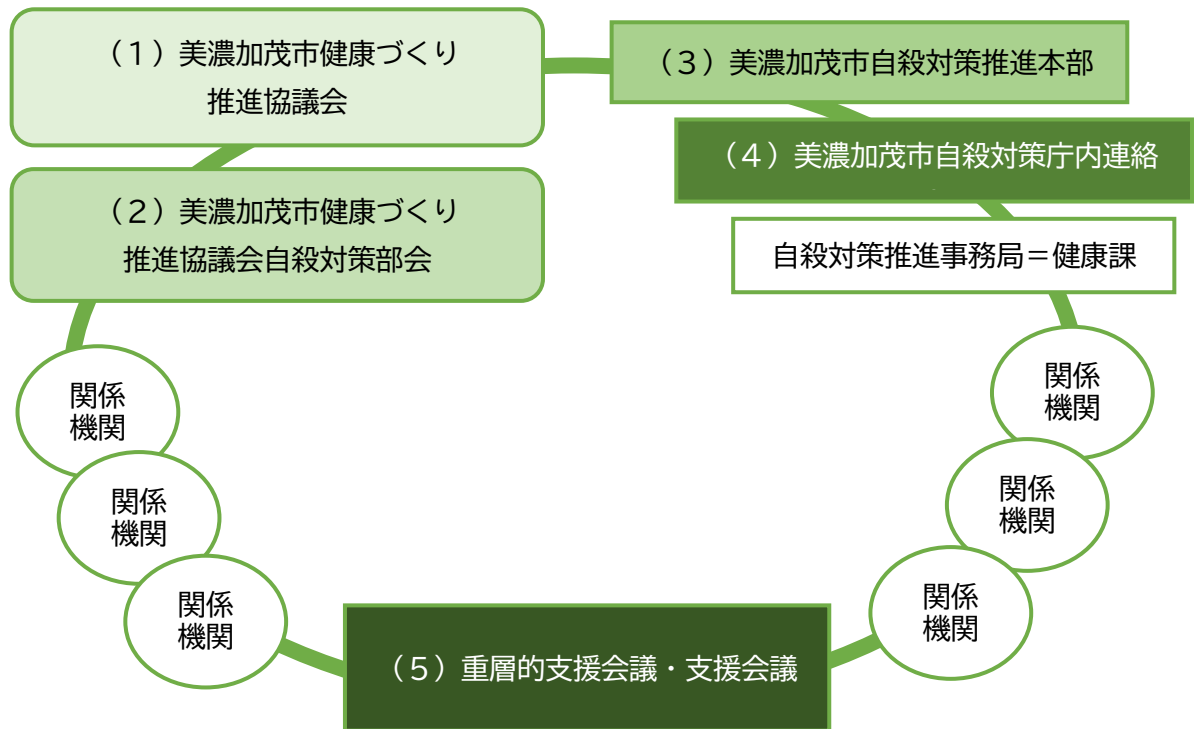 （１）美濃加茂市健康づくり
推進協議会
（２）美濃加茂市健康づくり
推進協議会自殺対策部会
（３）美濃加茂市自殺対策推進本部
（４）美濃加茂市自殺対策庁内連絡
自殺対策推進事務局＝健康課
関係
機関
関係
機関
関係
機関
関係
機関
関係
機関
関係
機関
（５）重層的支援会議・支援会議